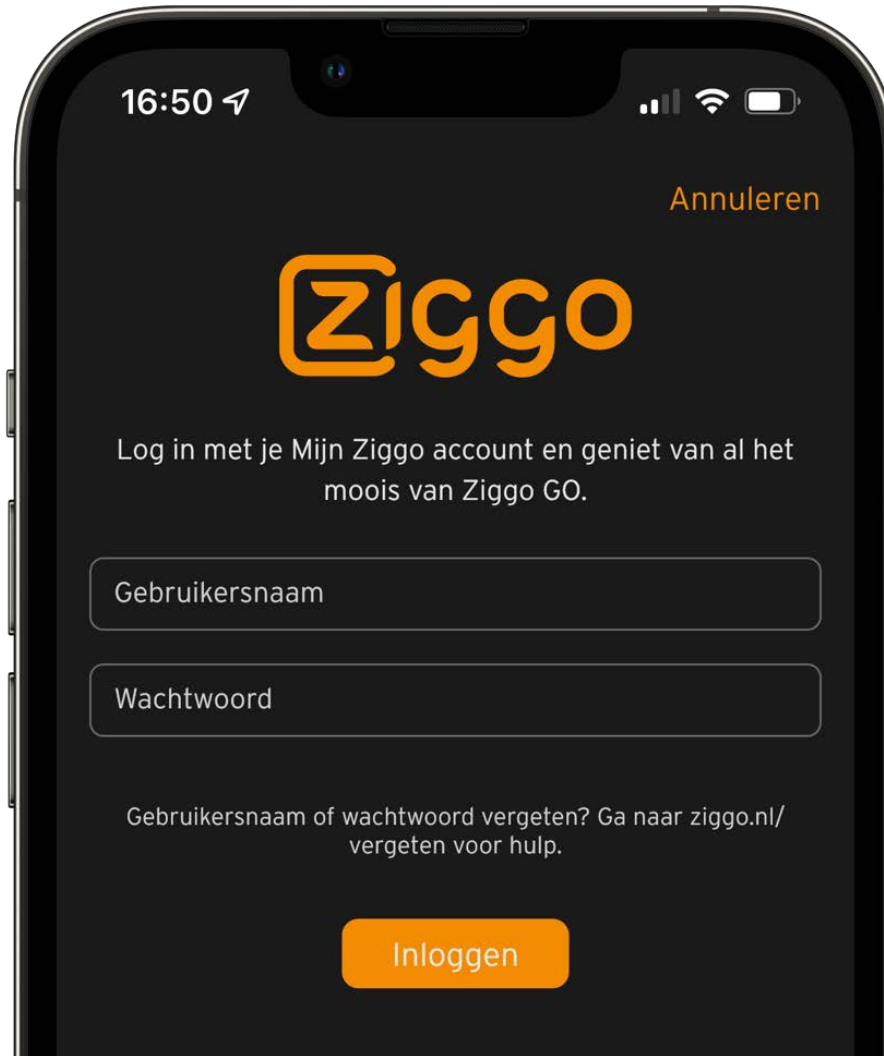 16:50
Annuleren
ziggo
Log in met je Mijn Ziggo account en geniet van al het
moois van Ziggo GO.
Gebruikersnaam
Wachtwoord
Gebruikersnaam of wachtwoord vergeten? Ga naar ziggo.nl/
vergeten voor hulp.
Inloggen